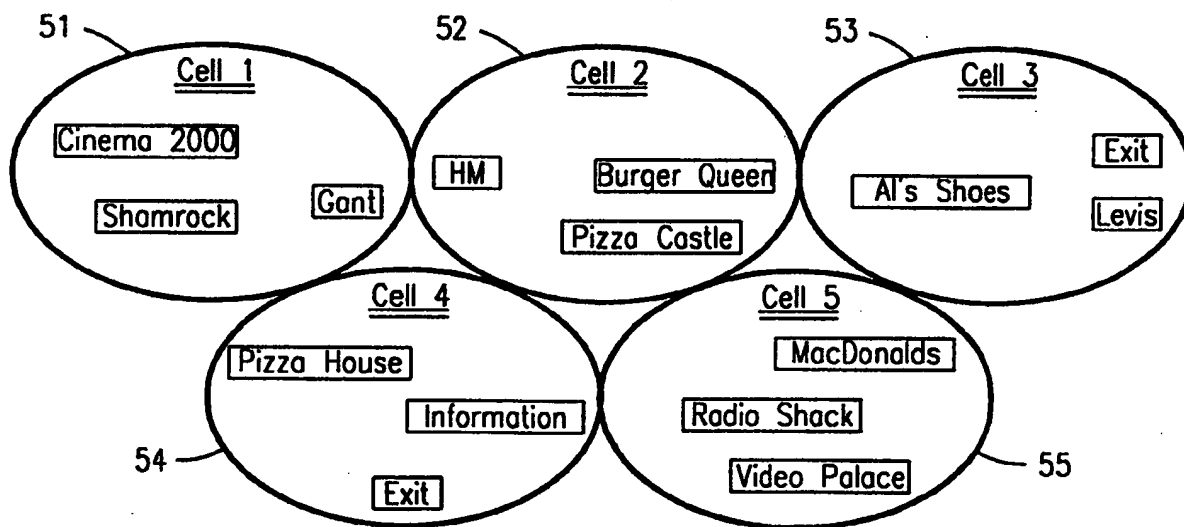 51
52
53
Cell 1
Cell 2
Cell 3
Cinema 2000
Shamrock
Gant
HM
Burger Queen
Pizza Castle
Exit
Al's Shoes
Levis
Cell 4
Cell 5
Pizza House
Information
Exit
MacDonalds
Radio Shack
Video Palace
54
55